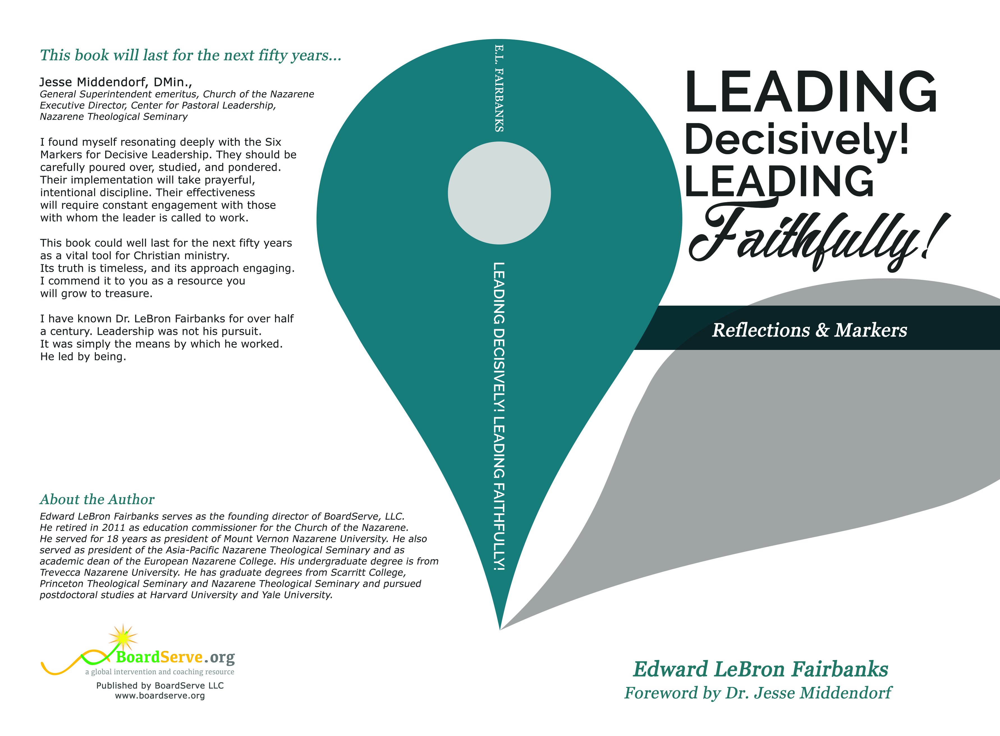 This book will last for the next fifty years...
Jesse Middendorf, DMin.,
General Superintendent emeritus, Church of the Nazarene
Executive Director, Center for Pastoral Leadership,
Nazarene Theological Seminary
I found myself resonating deeply with the Six
Markers for Decisive Leadership. They should be
carefully poured over, studied, and pondered.
Their implementation will take prayerful,
intentional discipline. Their effectiveness
will require constant engagement with those
with whom the leader is called to work.
This book could well last for the next fifty years
as a vital tool for Christian ministry.
Its truth is timeless, and its approach engaging.
I commend it to you as a resource you
will grow to treasure.
I have known Dr. LeBron Fairbanks for over half
a century. Leadership was not his pursuit.
It was simply the means by which he worked.
He led by being.
About the Author
Edward LeBron Fairbanks serves as the founding director of BoardServe, LLC.
He retired in 2011 as education commissioner for the Church of the Nazarene.
He served for 18 years as president of Mount Vernon Nazarene University. He also
served as president of the Asia-Pacific Nazarene Theological Seminary and as
academic dean of the European Nazarene College. His undergraduate degree is from
Trevecca Nazarene University. He has graduate degrees from Scarritt College,
Princeton Theological Seminary and Nazarene Theological Seminary and pursued
postdoctoral studies at Harvard University and Yale University.
BoardServe.org
a global intervention and coaching resource
Published by BoardServe LLC
www.boardserve.org
E.L. FAIRBANKS
LEADING DECISIVELY! LEADING FAITHFULLY!
LEADING
Decisively!
LEADING
Faithfully!
Reflections & Markers
Edward LeBron Fairbanks
Foreword by Dr. Jesse Middendorf